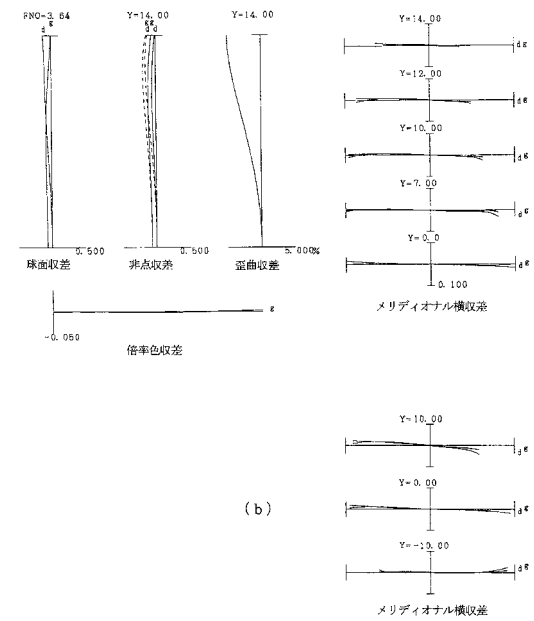 FNO=3.64
g
d
Y=14.00
g g
d d
Y=14.00
0.500
球面収差
0.500
非点収差
5.000%
歪曲収差
g
-0.050
倍率色収差
Y=14.00
d g
Y=12.00
d g
Y=10.00
d g
Y=7.00
d g
Y=0.0
d g
0.100
メリディオナル横収差
(b)
Y=10.00
d g
Y=0.00
d g
Y=-10.00
d g
メリディオナル横収差